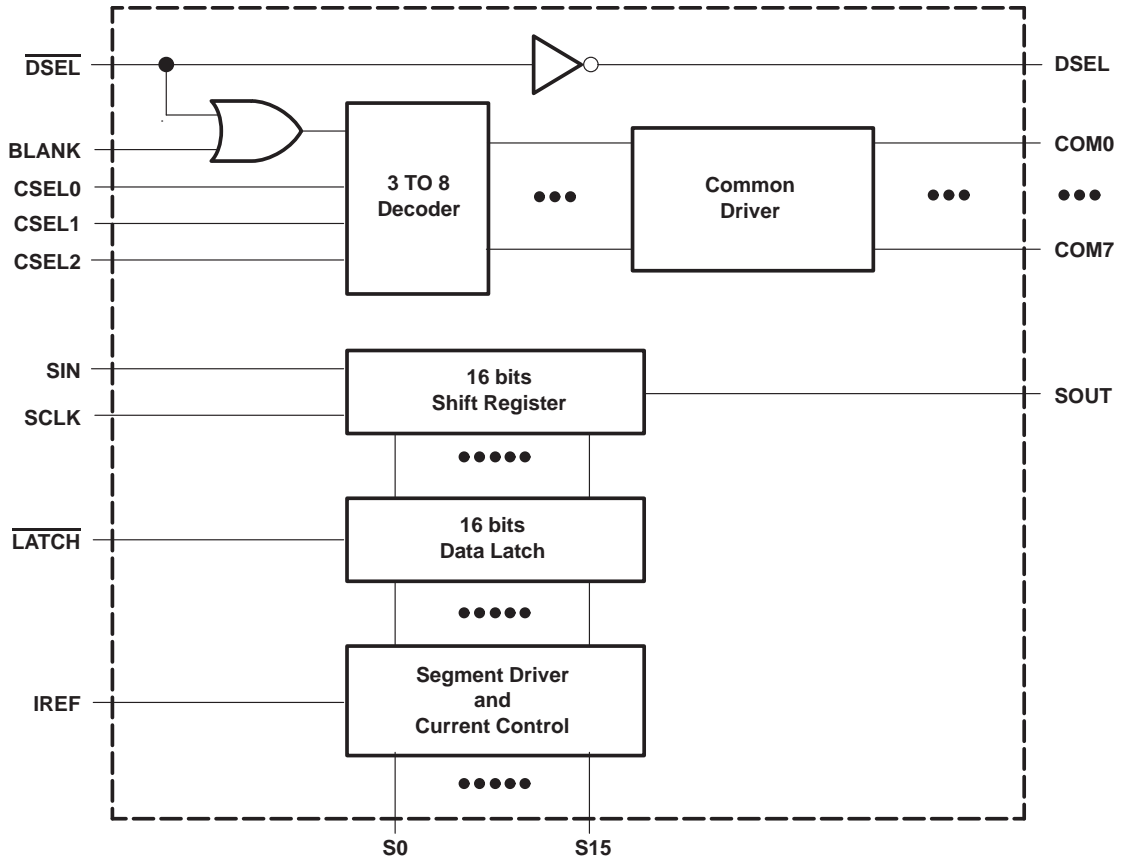 DSEL
DSEL
BLANK
CSEL0
CSEL1
CSEL2
3 TO 8
Decoder
Common
Driver
COM0
COM7
SIN
SCLK
16 bits
Shift Register
SOUT
LATCH
16 bits
Data Latch
IREF
Segment Driver
and
Current Control
S0
S15